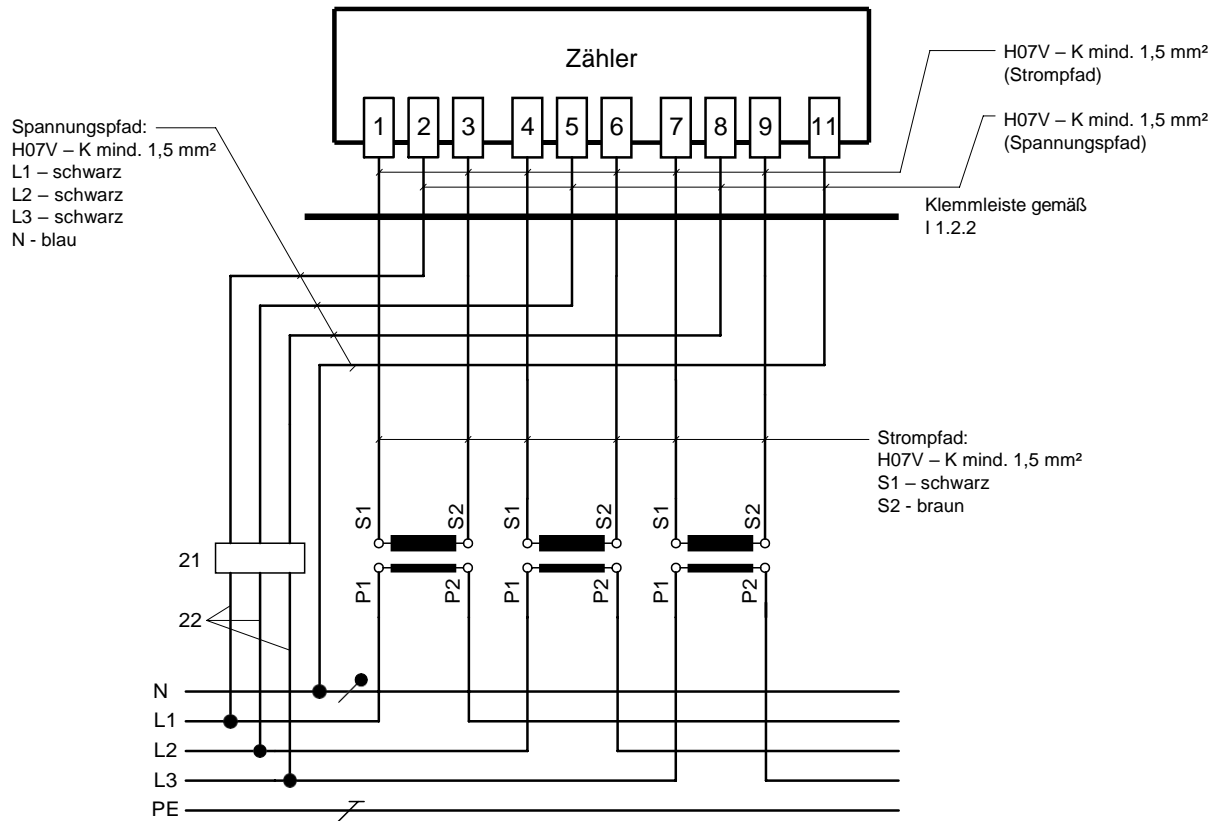 Zähler
1 2 3 4 5 6 7 8 9 11
H07V – K mind. 1,5 mm²
(Strompfad)
H07V – K mind. 1,5 mm²
(Spannungspfad)
Spannungspfad:
H07V – K mind. 1,5 mm²
L1 – schwarz
L2 – schwarz
L3 – schwarz
N - blau
Klemmleiste gemäß
I 1.2.2
Strompfad:
H07V – K mind. 1,5 mm²
S1 – schwarz
S2 - braun
S1 S2 S1 S2 S1 S2
21
P1 P2 P1 P2 P1 P2
22
N
L1
L2
L3
PE